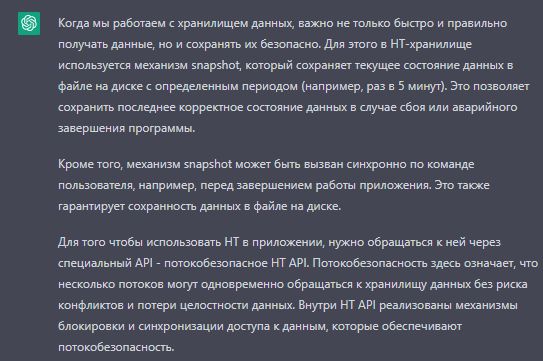 Когда мы работаем с хранилищем данных, важно не только быстро и правильно
получать данные, но и сохранять их безопасно. Для этого в HT-хранилище
используется механизм snapshot, который сохраняет текущее состояние данных в
файле на диске с определенным периодом (например, раз в 5 минут). Это позволяет
сохранить последнее корректное состояние данных в случае сбоя или аварийного
завершения программы.
Кроме того, механизм snapshot может быть вызван синхронно по команде
пользователя, например, перед завершением работы приложения. Это также
гарантирует сохранность данных в файле на диске.
Для того чтобы использовать HT в приложении, нужно обращаться к ней через
специальный API - потокобезопасное HT API. Потокобезопасность здесь означает, что
несколько потоков могут одновременно обращаться к хранилищу данных без риска
конфликтов и потери целостности данных. Внутри HT API реализованы механизмы
блокировки и синхронизации доступа к данным, которые обеспечивают
потокобезопасность.